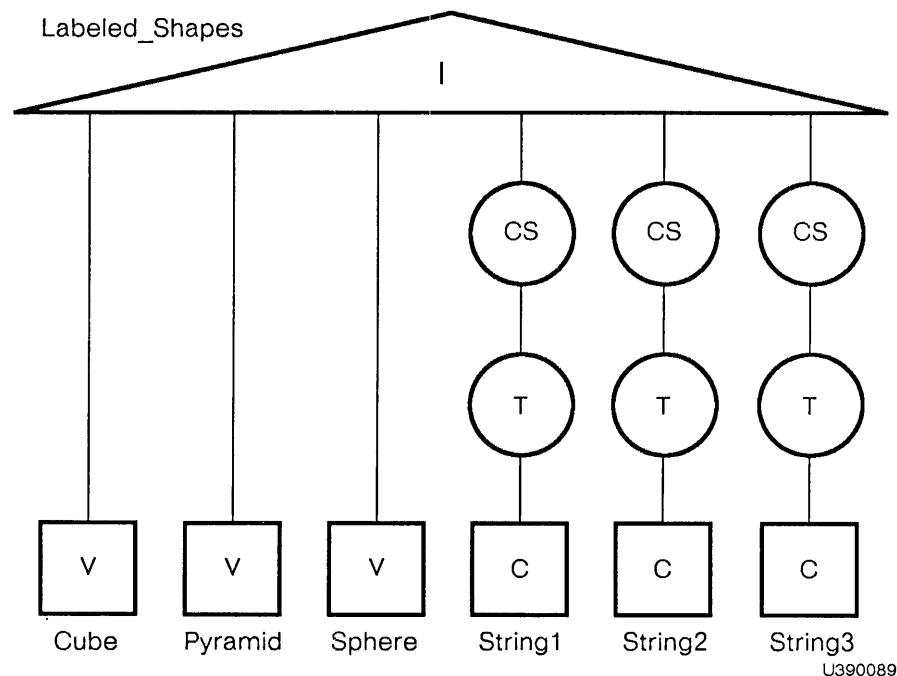 Labeled_Shapes
I
CS CS CS
T T T
V V V C C C
Cube Pyramid Sphere String1 String2 String3
U390089